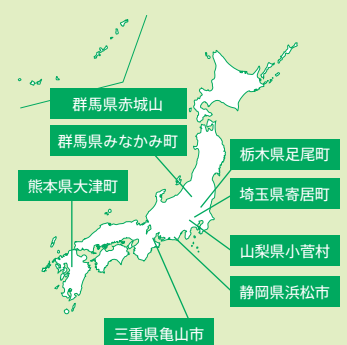 群馬県赤城山
群馬県みなかみ町
栃木県足尾町
熊本県大津町
埼玉県寄居町
山梨県小菅村
静岡県浜松市
三重県亀山市